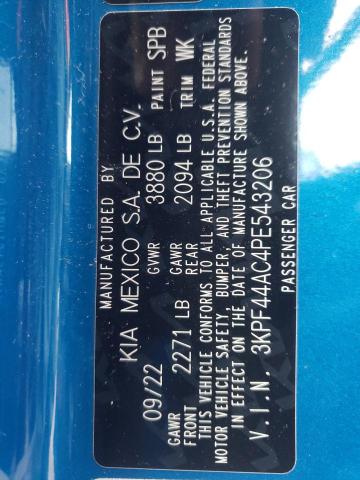 MANUFACTURED BY
KIA MEXICO S.A. DE C.V.
09/22 GVWR 3880 LB PAINT SPB
GAWR FRONT 2271 LB GAWR REAR 2094 LB TRIM WK
THIS VEHICLE CONFORMS TO ALL APPLICABLE U.S.A. FEDERAL
MOTOR VEHICLE SAFETY, BUMPER, AND THEFT PREVENTION STANDARDS
IN EFFECT ON THE DATE OF MANUFACTURE SHOWN ABOVE.
V.I.N. 3KPF44AC4PE543206
PASSENGER CAR